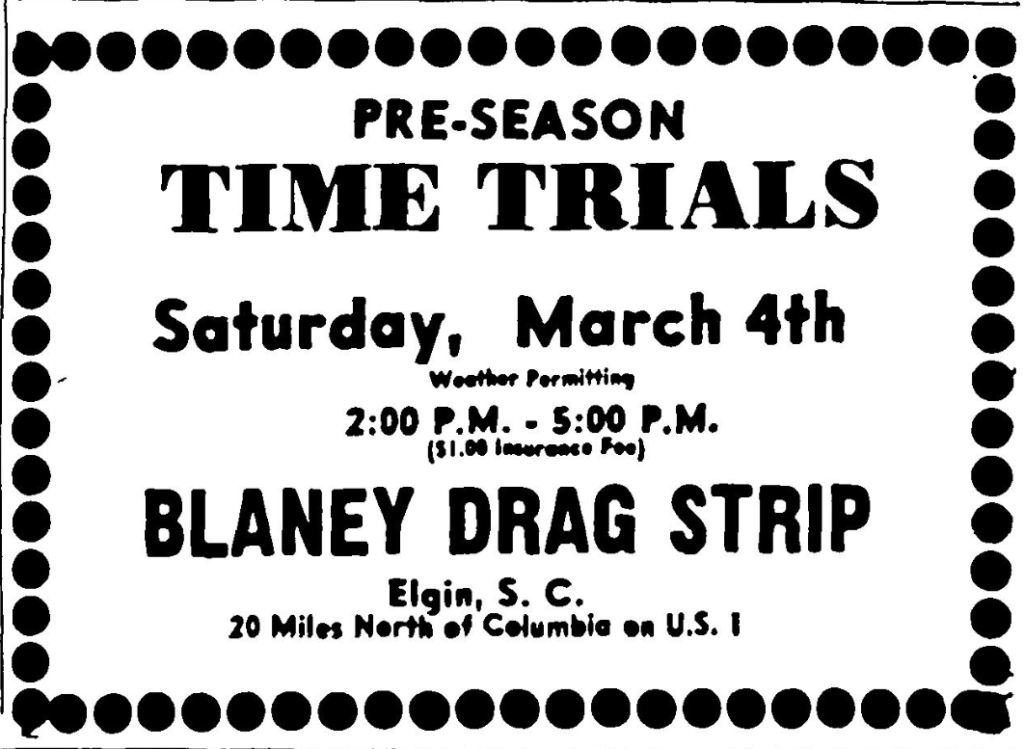 PRE-SEASON
TIME TRIALS
Saturday, March 4th
Weather Permitting
2:00 P.M. - 5:00 P.M.
($1.00 Insurance Fee)
BLANEY DRAG STRIP
Elgin, S. C.
20 Miles North of Columbia on U.S. 1